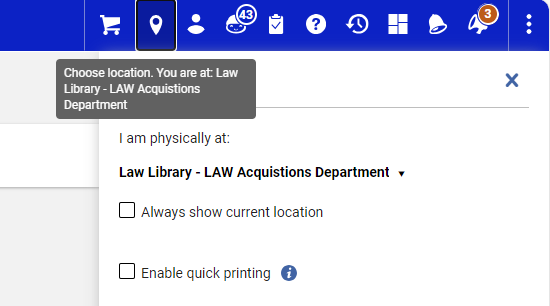 43
3
Choose location. You are at: Law
Library - LAW Acquistions
Department
I am physically at:
Law Library - LAW Acquistions Department
Always show current location
Enable quick printing